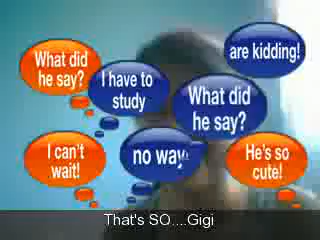 What did
he say?
I have to
study
are kidding!
What did
he say?
I can't
wait!
no way
He's so
cute!
That's SO....Gigi